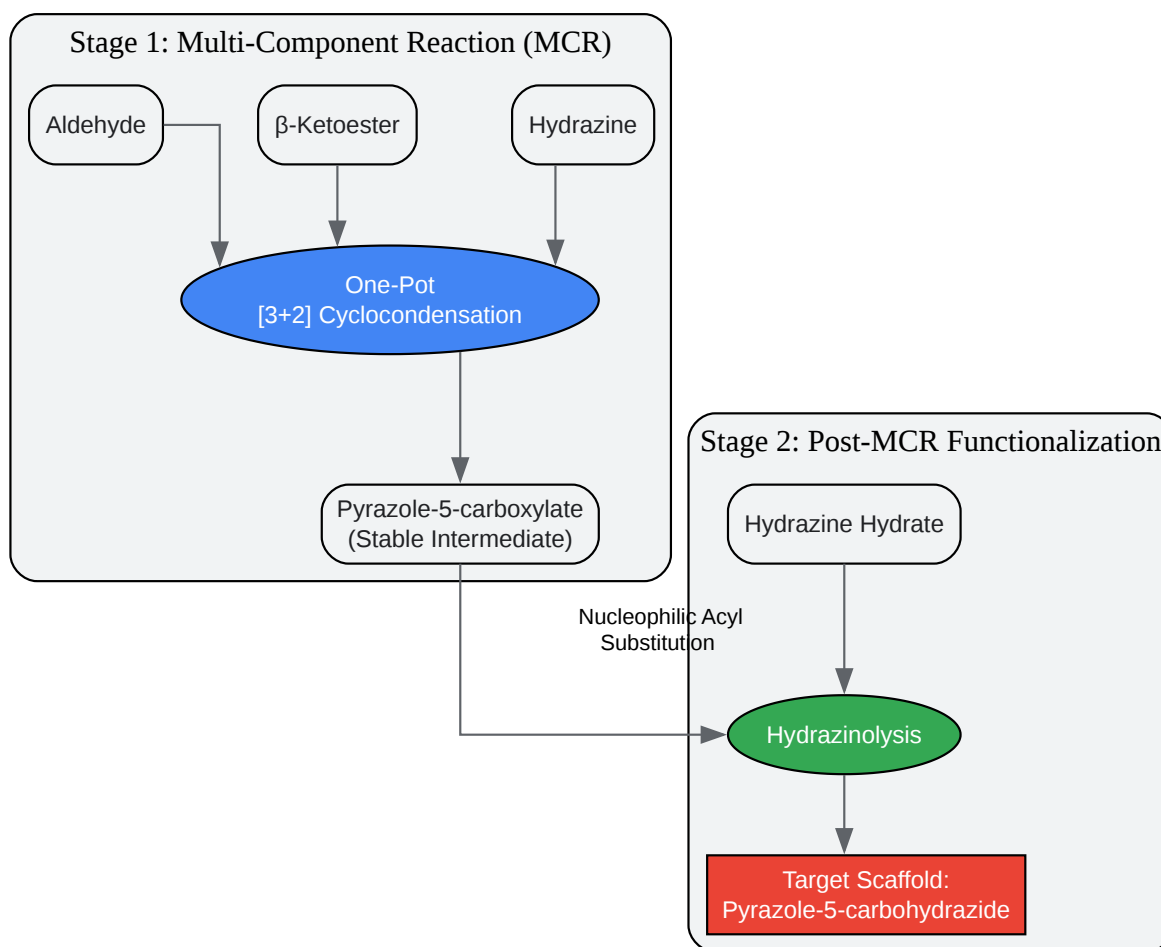 Stage 1: Multi-Component Reaction (MCR)
Aldehyde
β-Ketoester
Hydrazine
One-Pot
[3+2] Cyclocondensation
Pyrazole-5-carboxylate
(Stable Intermediate)
Stage 2: Post-MCR Functionalization
Hydrazine Hydrate
Nucleophilic Acyl
Substitution
Hydrazinolysis
Target Scaffold:
Pyrazole-5-carbohydrazide